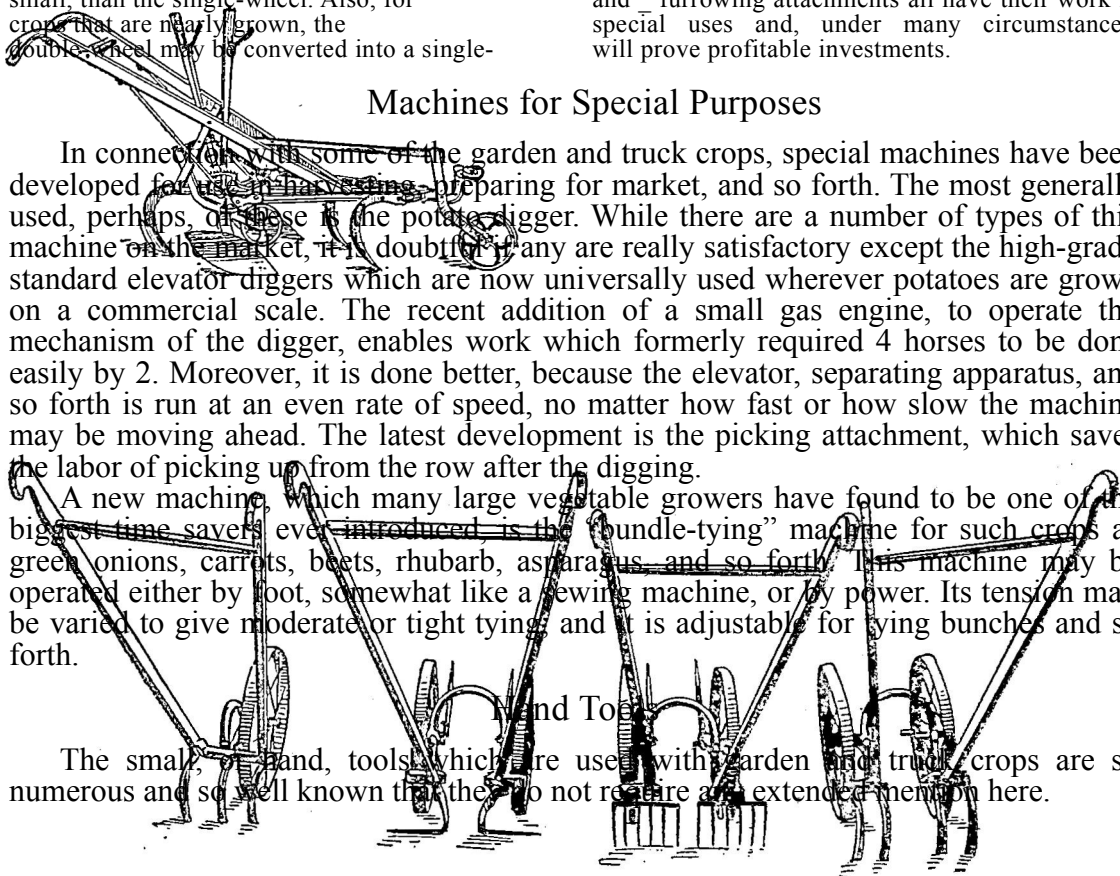 small, than the single-wheel. Also, for
crops that are nearly grown, the
double-wheel may be converted into a single-
and _ furrowing attachments all have their work
special uses and, under many circumstance
will prove profitable investments.
Machines for Special Purposes
In connection with some of the garden and truck crops, special machines have bee
developed for use in harvesting, preparing for market, and so forth. The most generall
used, perhaps, of these is the potato digger. While there are a number of types of thi
machine on the market, it is doubtful if any are really satisfactory except the high-grad
standard elevator diggers which are now universally used wherever potatoes are grow
on a commercial scale. The recent addition of a small gas engine, to operate th
mechanism of the digger, enables work which formerly required 4 horses to be don
easily by 2. Moreover, it is done better, because the elevator, separating apparatus, an
so forth is run at an even rate of speed, no matter how fast or how slow the machin
may be moving ahead. The latest development is the picking attachment, which save
the labor of picking up from the row after the digging.
A new machine, which many large vegetable growers have found to be one of th
biggest time savers ever introduced, is the “bundle-tying” machine for such crops a
green onions, carrots, beets, rhubarb, asparagus, and so forth. This machine may b
operated either by foot, somewhat like a sewing machine, or by power. Its tension ma
be varied to give moderate or tight tying, and it is adjustable for tying bunches and s
forth.
Hand Tools
The small, or hand, tools which are used with garden and truck crops are s
numerous and so well known that they do not require any extended mention here.